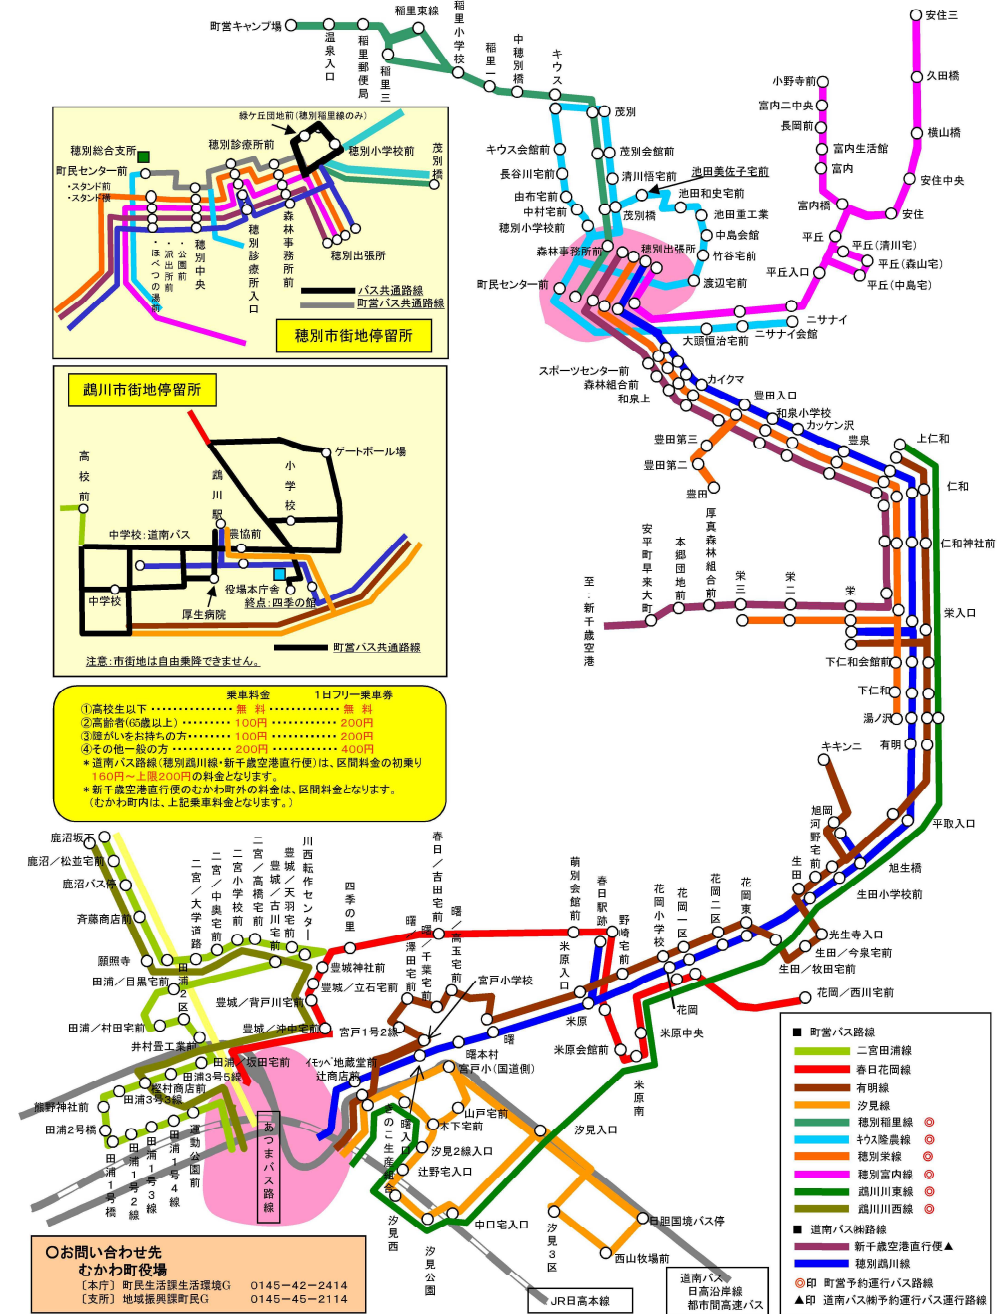 町営キャンプ場
温泉入口
稲里郵便局
稲里三
稲里東線
稲里小学校
稲里一
中穂別橋
キウス
茂別
安住三
久田橋
横山橋
安住中央
安住
小野寺前
富内二中央
長岡前
富内生活館
富内
富内橋
平丘
平丘(清川宅)
平丘(森山宅)
平丘(中島宅)
平丘入口
キウス会館前
長谷川宅前
由布宅前
中村宅前
穂別小学校前
茂別会館前
清川悟宅前
池田美佐子宅前
池田和史宅前
茂別橋
池田重工業
中島会館
竹谷宅前
渡辺宅前
森林事務所前
穂別出張所
町民センター前
ニサナイ
ニサナイ会館
大頭恒治宅前
緑ケ丘団地前(穂別稲里線のみ)
穂別総合支所
町民センター前
・スタンド前
・スタンド横
穂別診療所前
穂別小学校前
茂別橋
・ほべつの湯前
・派出所前
・公園前
穂別中央
穂別診療所入口
森林事務所前
穂別出張所
バス共通路線
町営バス共通路線
穂別市街地停留所
スポーツセンター前
森林組合前
和泉上
カイクマ
豊田入口
和泉小学校
カッケン沢
豊泉
豊田第三
豊田第二
豊田
上仁和
仁和
仁和神社前
栄入口
至:新千歳空港
安平町早来大町
本郷団地前
厚真森林組合前
栄三
栄二
栄
下仁和会館前
下仁和
湯ノ沢
有明
平取入口
鵡川市街地停留所
高校前
鵡川駅
小学校
ゲートボール場
中学校:道南バス
農協前
中学校
厚生病院
役場本庁舎
終点:四季の館
町営バス共通路線
注意:市街地は自由乗降できません。
乗車料金 1日フリー乗車券
①高校生以下・・・・・・・・・・・・無 料・・・・・・・・・・・・無 料
②高齢者(65歳以上)・・・・・・・・100円・・・・・・・・・・・・200円
③障がいをお持ちの方・・・・・・・100円・・・・・・・・・・・・200円
④その他一般の方・・・・・・・・・200円・・・・・・・・・・・・400円
*道南バス路線(穂別鵡川線・新千歳空港直行便)は、区間料金の初乗り
160円~上限200円の料金となります。
*新千歳空港直行便のむかわ町外の料金は、区間料金となります。
(むかわ町内は、上記乗車料金となります。)
キキンニ
旭岡
河野宅前
生田
旭生橋
生田小学校前
光生寺入口
生田/今泉宅前
生田/牧田宅前
花岡/西川宅前
鹿沼坂下
鹿沼/松並宅前
鹿沼バス停
斉藤商店前
願照寺
二宮/大学道路
二宮/中奥宅前
二宮小学校前
二宮/高橋宅前
豊城/古川宅前
豊城/天羽宅前
川西転作センター
四季の里
春日/吉田宅前
曙/澤田宅前
曙/千葉宅前
曙/高玉宅前
宮戸小学校
萌別会館前
春日駅跡
野崎宅前
米原入口
花岡小学校
花岡一区
花岡二区
花岡東
花岡
米原
米原会館前
米原中央
米原南
田浦2区
田浦/目黒宅前
田浦/村田宅前
井村畳工業前
豊城神社前
豊城/立石宅前
豊城/背戸川宅前
豊城/沖中宅前
宮戸1号2線
曙
曙本村
宮戸小(国道側)
ｲﾓｯﾍﾟ地蔵堂前
辻商店前
田浦/坂田宅前
田浦3号5線
樫村商店前
田浦3号3線
熊野神社前
田浦2号橋
田浦1号橋
田浦1号2線
田浦1号3線
田浦1号4線
運動公園前
あつまバス路線
きのこ生産組合
曙入口
山戸宅前
木下宅前
汐見2線入口
辻野宅入口
汐見入口
汐見西
汐見公園
中口宅入口
汐見3区
日胆国境バス停
西山牧場前
JR日高本線
道南バス
日高沿岸線
都市間高速バス
〇お問い合わせ先
むかわ町役場
〔本庁〕 町民生活課生活環境G 0145-42-2414
〔支所〕 地域振興課町民G 0145-45-2114
■ 町営バス路線
二宮田浦線
春日花岡線
有明線
汐見線
穂別稲里線 ◎
ｷｳｽ隆農線 ◎
穂別栄線 ◎
穂別富内線 ◎
鵡川川東線 ◎
鵡川川西線 ◎
■ 道南バス㈱路線
新千歳空港直行便▲
穂別鵡川線
◎印 町営予約運行バス路線
▲印 道南バス㈱予約運行バス運行路線